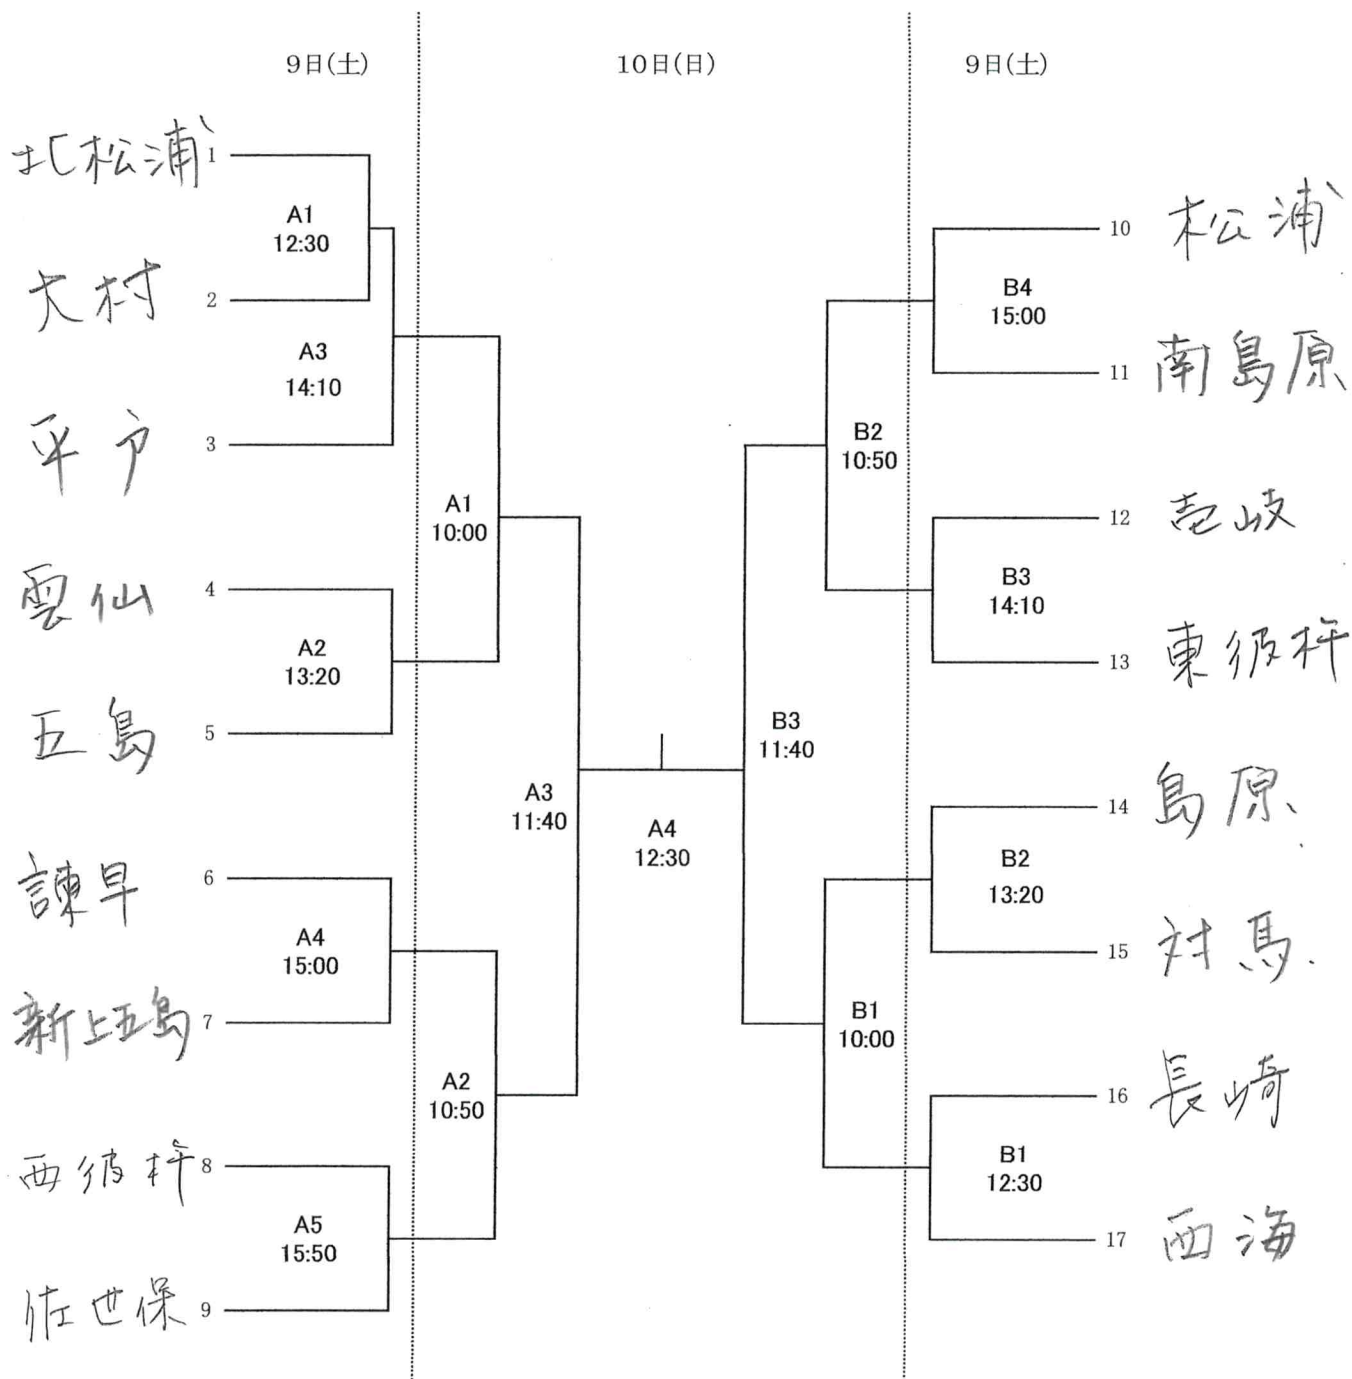 9日(土)
10日(日)
9日(土)
北松浦 1
A1
12:30
大村 2
A3
14:10
平戸 3
A1
10:00
雲仙 4
A2
13:20
五島 5
A3
11:40
諫早 6
A4
15:00
新上五島 7
A2
10:50
西彼杵 8
A5
15:50
佐世保 9
A4
12:30
10 松浦
B4
15:00
11 南島原
B2
10:50
12 壱岐
B3
14:10
13 東彼杵
B3
11:40
14 島原
B2
13:20
15 対馬
B1
10:00
16 長崎
B1
12:30
17 西海